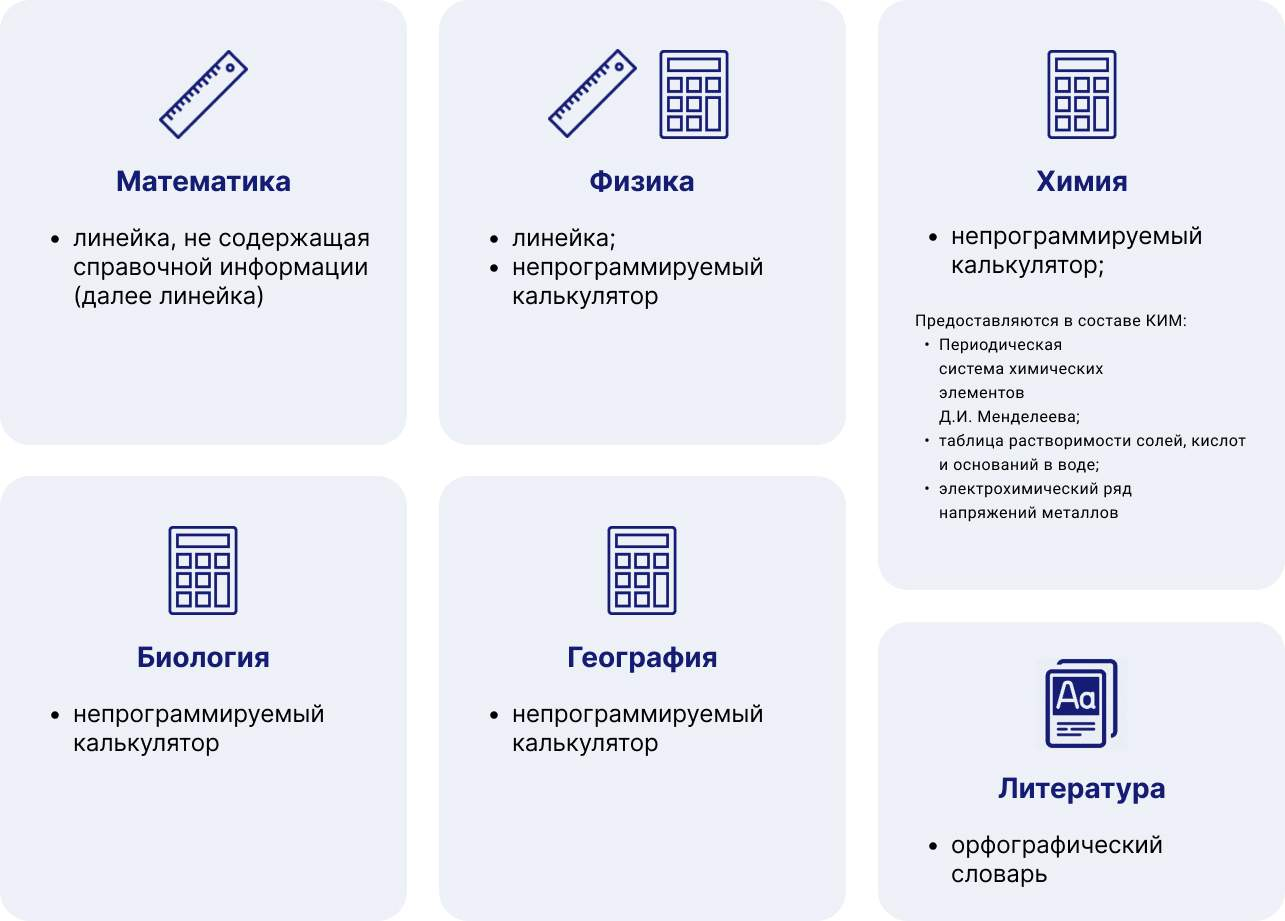 Математика
• линейка, не содержащая
справочной информации
(далее линейка)
Физика
• линейка;
• непрограммируемый
калькулятор
Химия
• непрограммируемый
калькулятор;
Предоставляются в составе КИМ:
• Периодическая
система химических
элементов
Д.И. Менделеева;
• таблица растворимости солей, кислот
и оснований в воде;
• электрохимический ряд
напряжений металлов
Биология
• непрограммируемый
калькулятор
География
• непрограммируемый
калькулятор
Aa
Литература
• орфографический
словарь